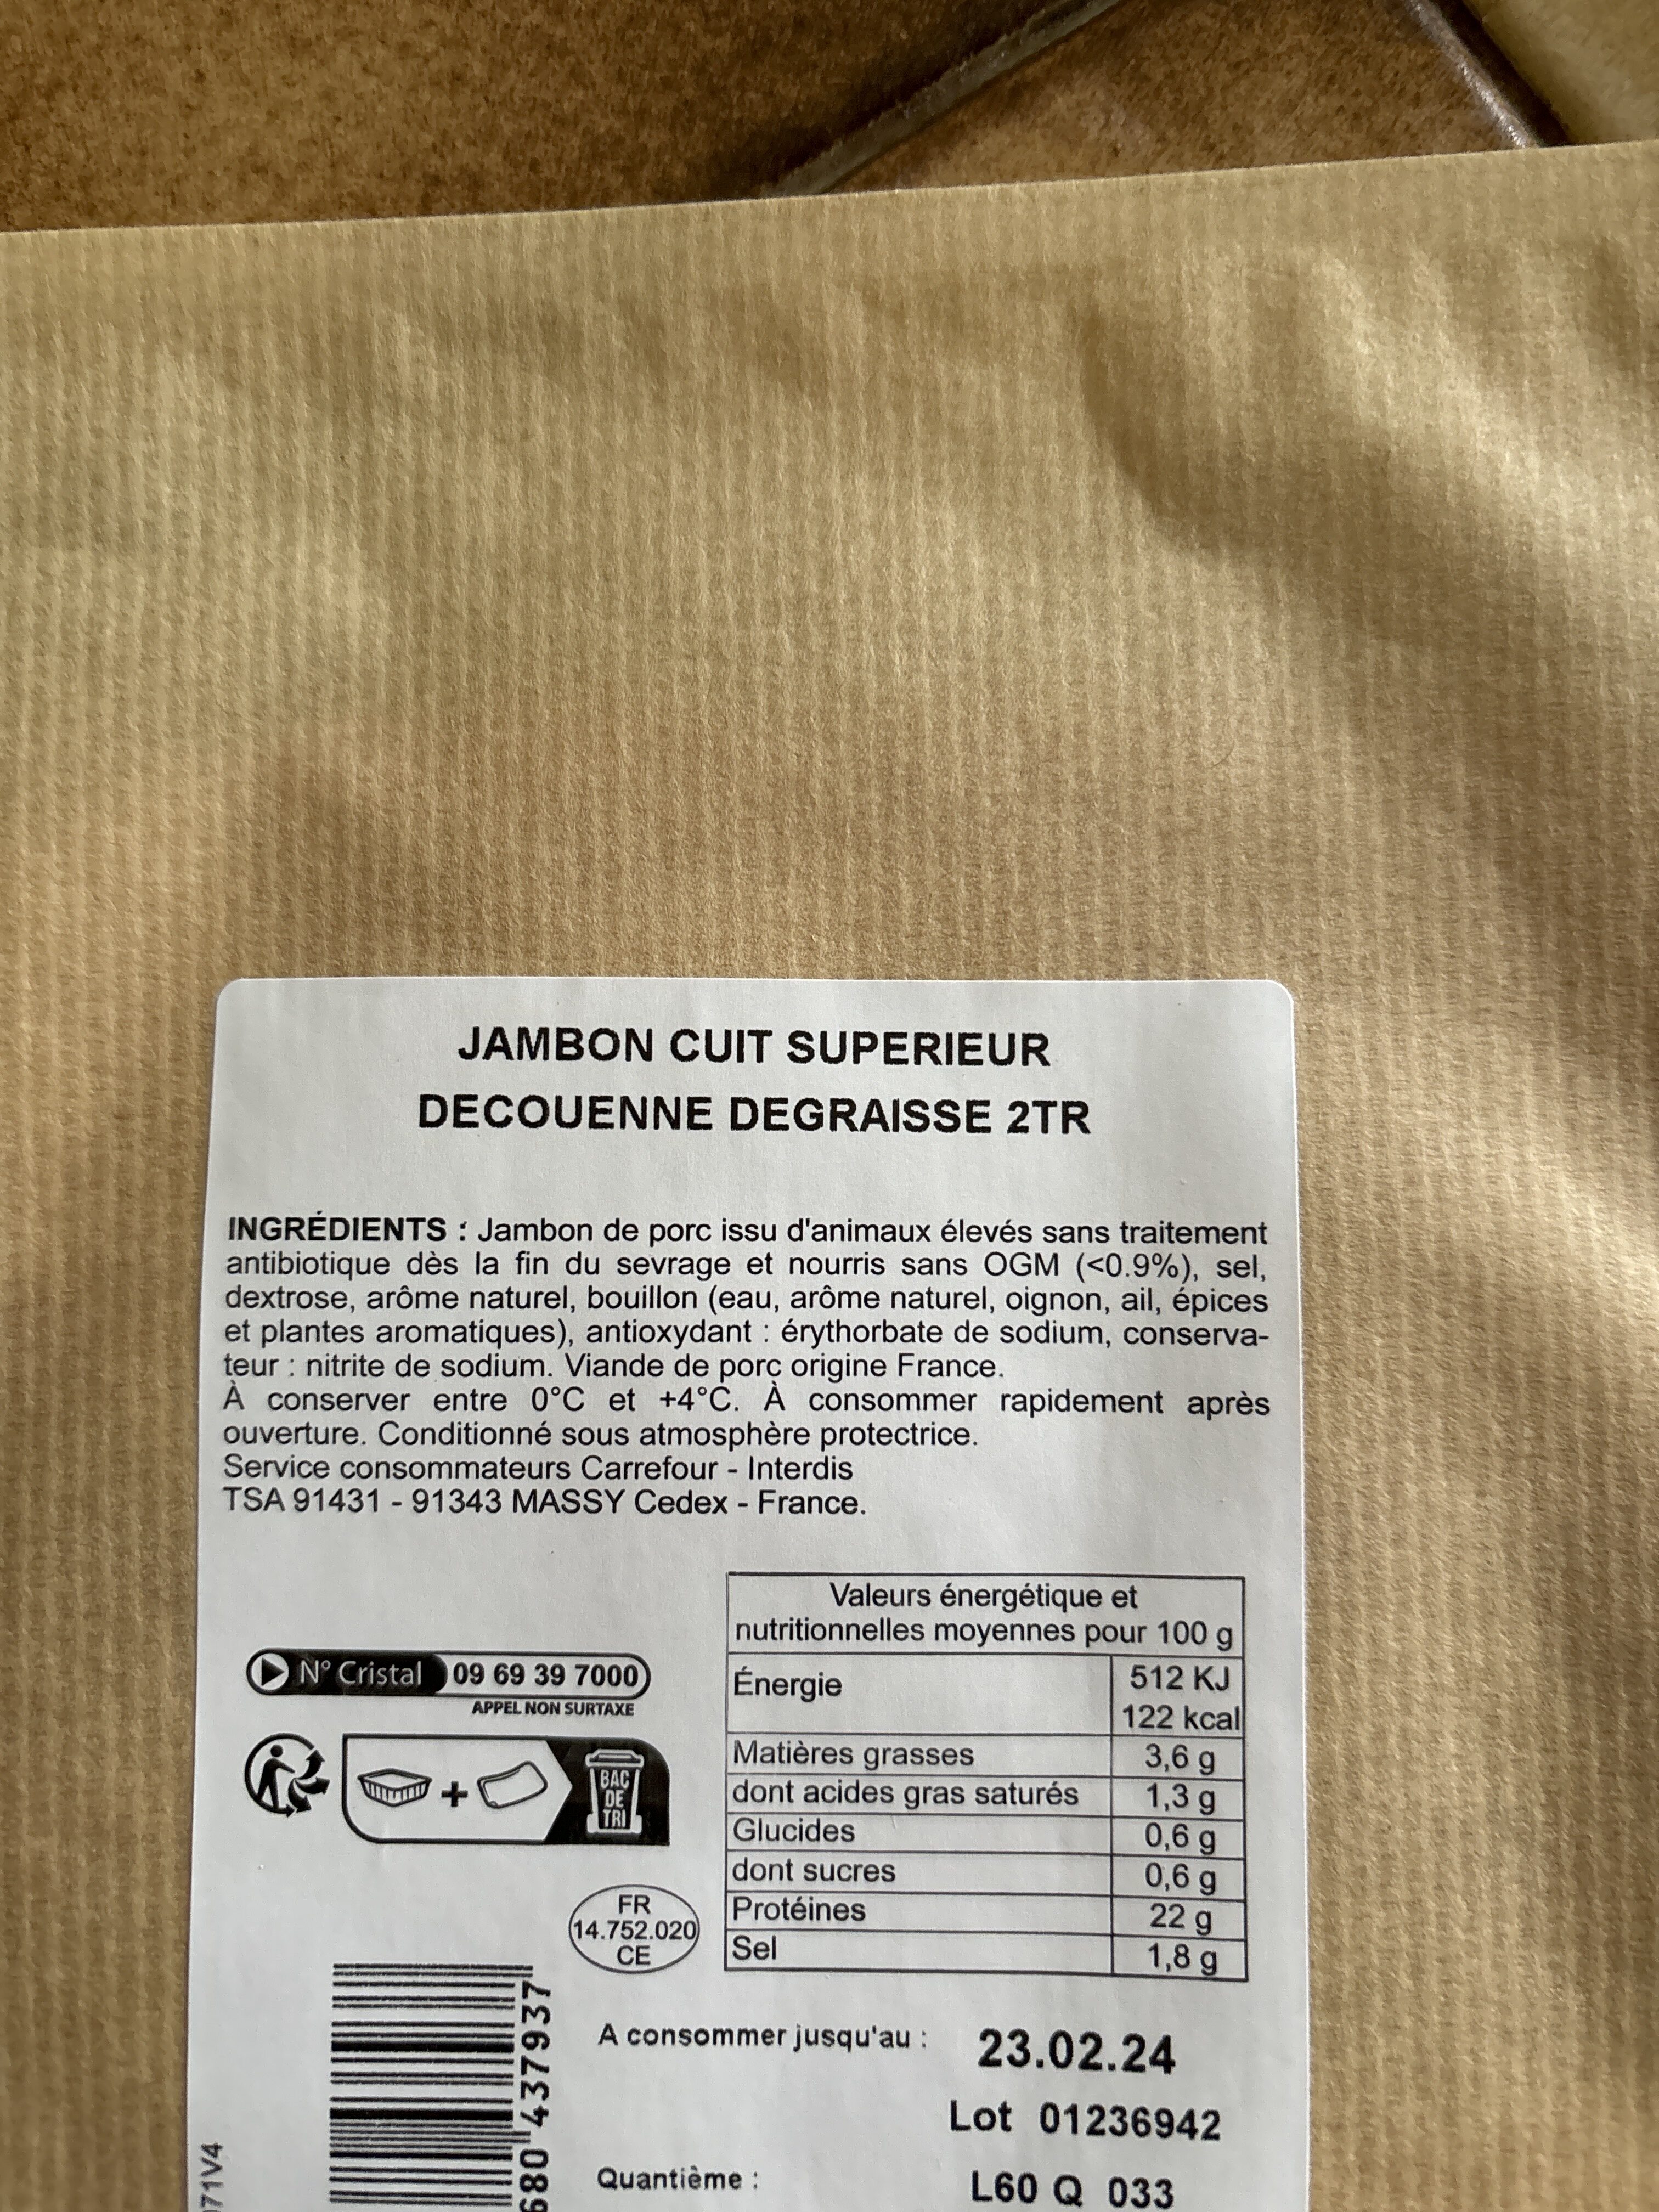 JAMBON CUIT SUPERIEUR
DECOUENNE DEGRAISSE 2TR
INGRÉDIENTS : Jambon de porc issu d'animaux élevés sans traitement
antibiotique dès la fin du sevrage et nourris sans OGM (<0.9%), sel,
dextrose, arôme naturel, bouillon (eau, arôme naturel, oignon, ail, épices
et plantes aromatiques), antioxydant : érythorbate de sodium, conserva-
teur : nitrite de sodium. Viande de porc origine France.
À conserver entre 0°C et +4°C. À consommer rapidement après
ouverture. Conditionné sous atmosphère protectrice.
Service consommateurs Carrefour - Interdis
TSA 91431 - 91343 MASSY Cedex - France.
N° Cristal 09 69 39 7000
APPEL NON SURTAXE
BAC
DE
TRI
FR
14.752.020
CE
Valeurs énergétique et
nutritionnelles moyennes pour 100 g
Énergie 512 KJ
122 kcal
Matières grasses 3,6 g
dont acides gras saturés 1,3 g
Glucides 0,6 g
dont sucres 0,6 g
Protéines 22 g
Sel 1,8 g
A consommer jusqu'au : 23.02.24
Lot 01236942
Quantième : L60 Q 033
680 437937
71V4